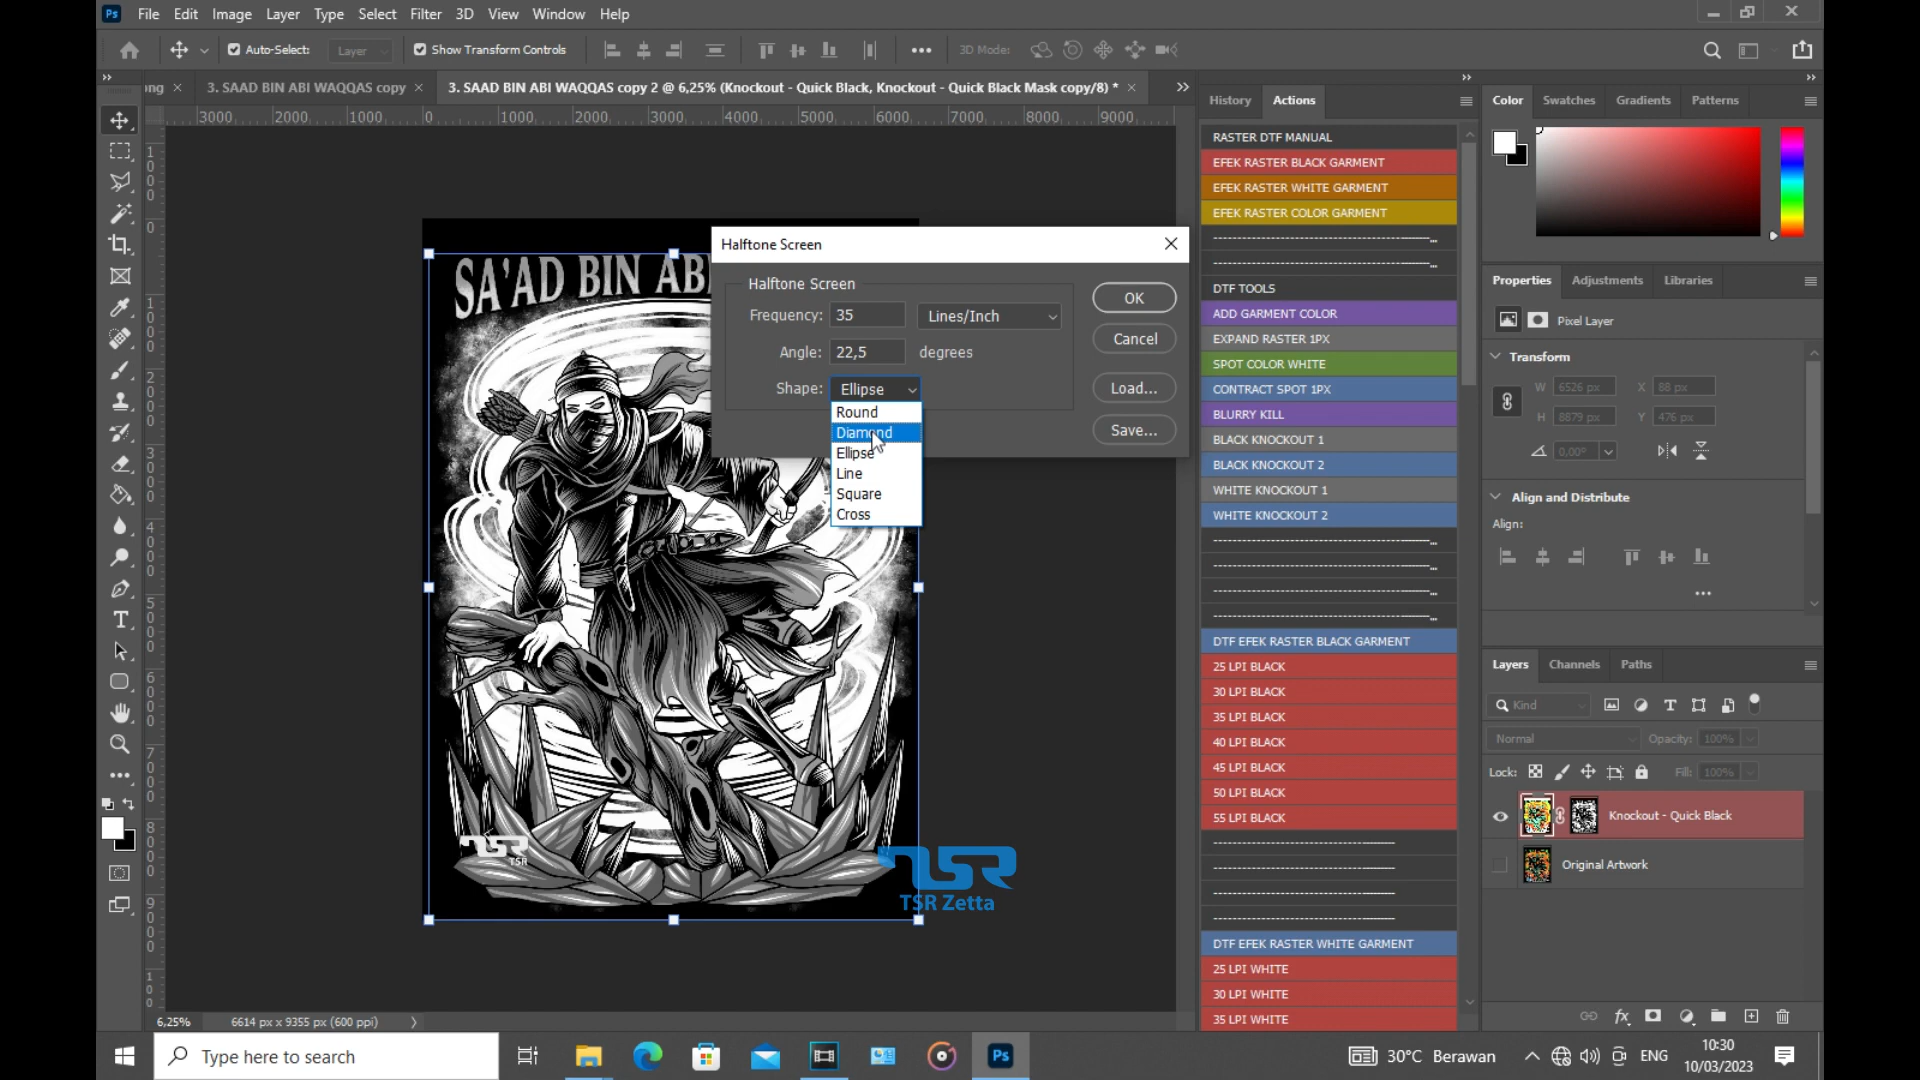 Ps File Edit Image Layer Type Select Filter 3D View Window Help
Auto-Select: Layer Show Transform Controls 3D Mode:
ng × 3. SAAD BIN ABI WAQQAS copy × 3. SAAD BIN ABI WAQQAS copy 2 @ 6,25% (Knockout - Quick Black, Knockout - Quick Black Mask copy/8) * ×
3000 2000 1000 0 1000 2000 3000 4000 5000 6000 7000 8000 9000
SA'AD BIN AB
TSR
TSR
TSR Zetta
Halftone Screen
Halftone Screen
Frequency: 35 Lines/Inch
Angle: 22,5 degrees
Shape: Ellipse
Round
Diamond
Ellipse
Line
Square
Cross
OK
Cancel
Load...
Save...
6,25% 6614 px x 9355 px (600 ppi)
History Actions
RASTER DTF MANUAL
EFEK RASTER BLACK GARMENT
EFEK RASTER WHITE GARMENT
EFEK RASTER COLOR GARMENT
DTF TOOLS
ADD GARMENT COLOR
EXPAND RASTER 1PX
SPOT COLOR WHITE
CONTRACT SPOT 1PX
BLURRY KILL
BLACK KNOCKOUT 1
BLACK KNOCKOUT 2
WHITE KNOCKOUT 1
WHITE KNOCKOUT 2
DTF EFEK RASTER BLACK GARMENT
25 LPI BLACK
30 LPI BLACK
35 LPI BLACK
40 LPI BLACK
45 LPI BLACK
50 LPI BLACK
55 LPI BLACK
DTF EFEK RASTER WHITE GARMENT
25 LPI WHITE
30 LPI WHITE
35 LPI WHITE
Color Swatches Gradients Patterns
Properties Adjustments Libraries
Pixel Layer
Transform
W 6526 px X 88 px
H 8879 px Y 476 px
0,00°
Align and Distribute
Align:
Layers Channels Paths
Kind
Normal Opacity: 100%
Lock: Fill: 100%
Knockout - Quick Black
Original Artwork
Type here to search
30°C Berawan
ENG
10:30
10/03/2023